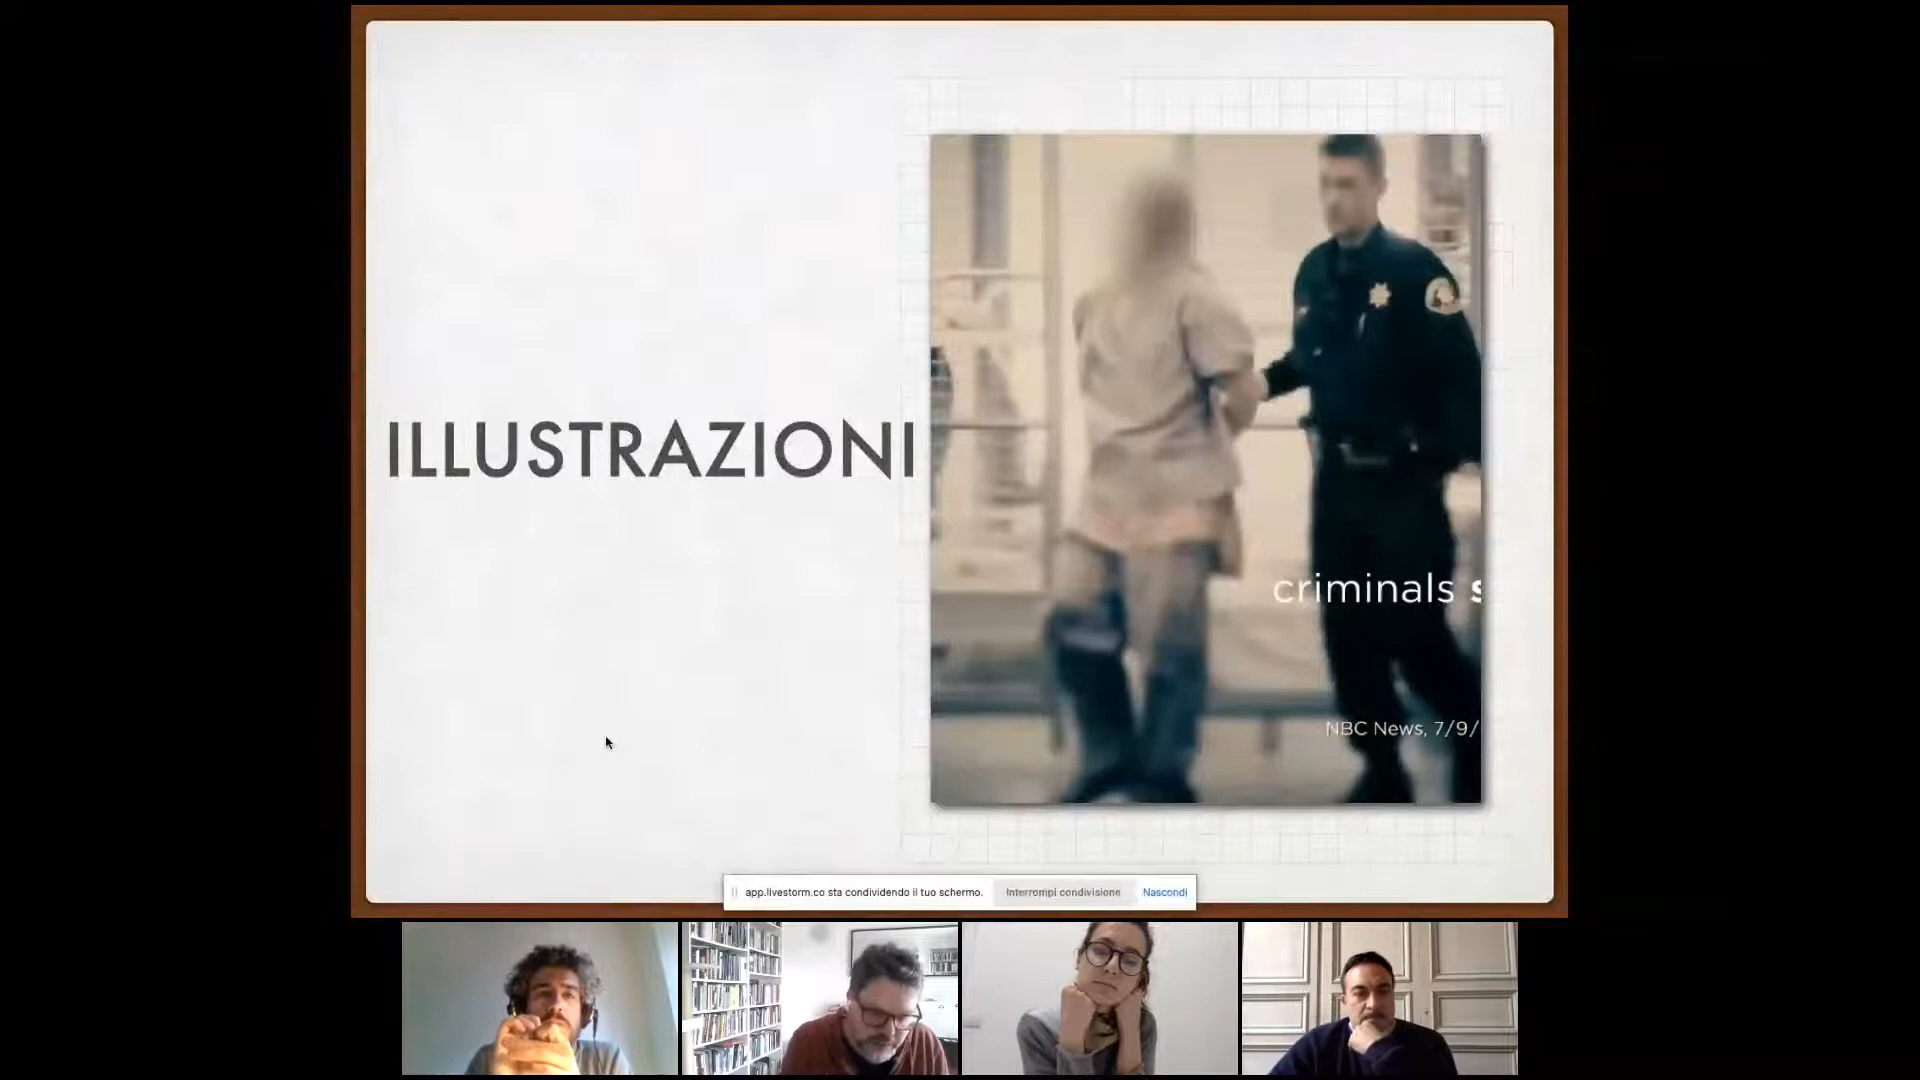 ILLUSTRAZIONI
criminals s
NBC News, 7/9/
app.livestorm.co sta condividendo il tuo schermo. Interrompi condivisione Nascondi